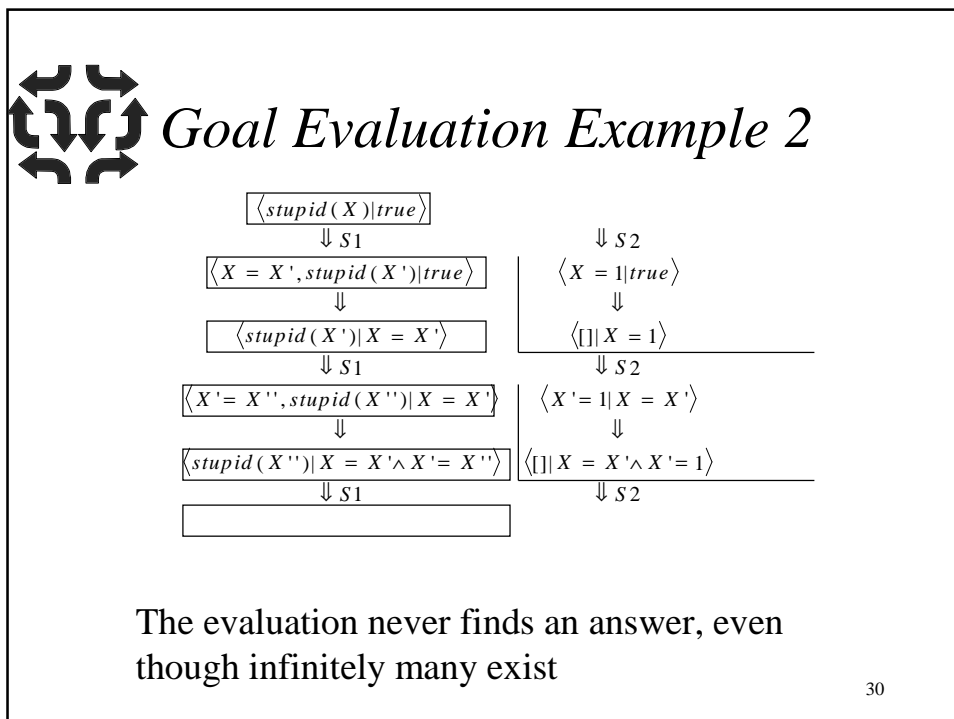 Goal Evaluation Example 2
⟨stupid(X)|true⟩
⇓ S1 ⇓ S2
⟨X = X', stupid(X')|true⟩ ⟨X = 1|true⟩
⇓ ⇓
⟨stupid(X')|X = X'⟩ ⟨[]|X = 1⟩
⇓ S1 ⇓ S2
⟨X' = X'', stupid(X'')|X = X'⟩ ⟨X' = 1|X = X'⟩
⇓ ⇓
⟨stupid(X'')|X = X' ∧ X' = X''⟩ ⟨[]|X = X' ∧ X' = 1⟩
⇓ S1 ⇓ S2
The evaluation never finds an answer, even
though infinitely many exist
30